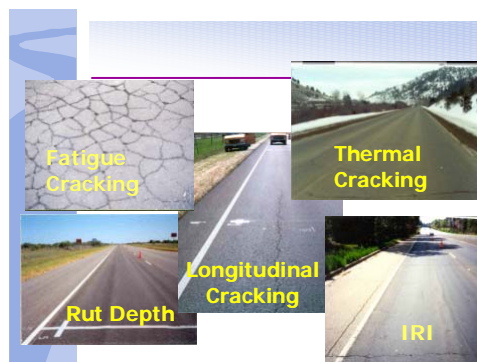 Fatigue
Cracking
Thermal
Cracking
Longitudinal
Cracking
Rut Depth
IRI